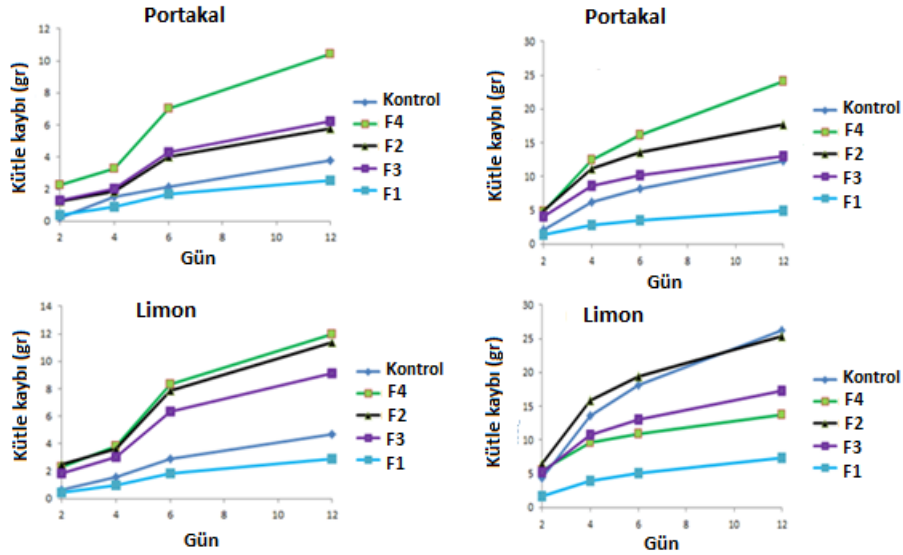 Portakal
Kütle kaybı (gr)
12
10
8
6
4
2
0
2 4 6 8 10 12
Gün
Kontrol
F4
F2
F3
F1
Portakal
Kütle kaybı (gr)
30
25
20
15
10
5
0
2 4 6 8 10 12
Gün
Kontrol
F4
F2
F3
F1
Limon
Kütle kaybı (gr)
14
12
10
8
6
4
2
0
2 4 6 8 10 12
Gün
Kontrol
F4
F2
F3
F1
Limon
Kütle kaybı (gr)
30
25
20
15
10
5
0
2 4 6 8 10 12
Gün
Kontrol
F4
F2
F3
F1